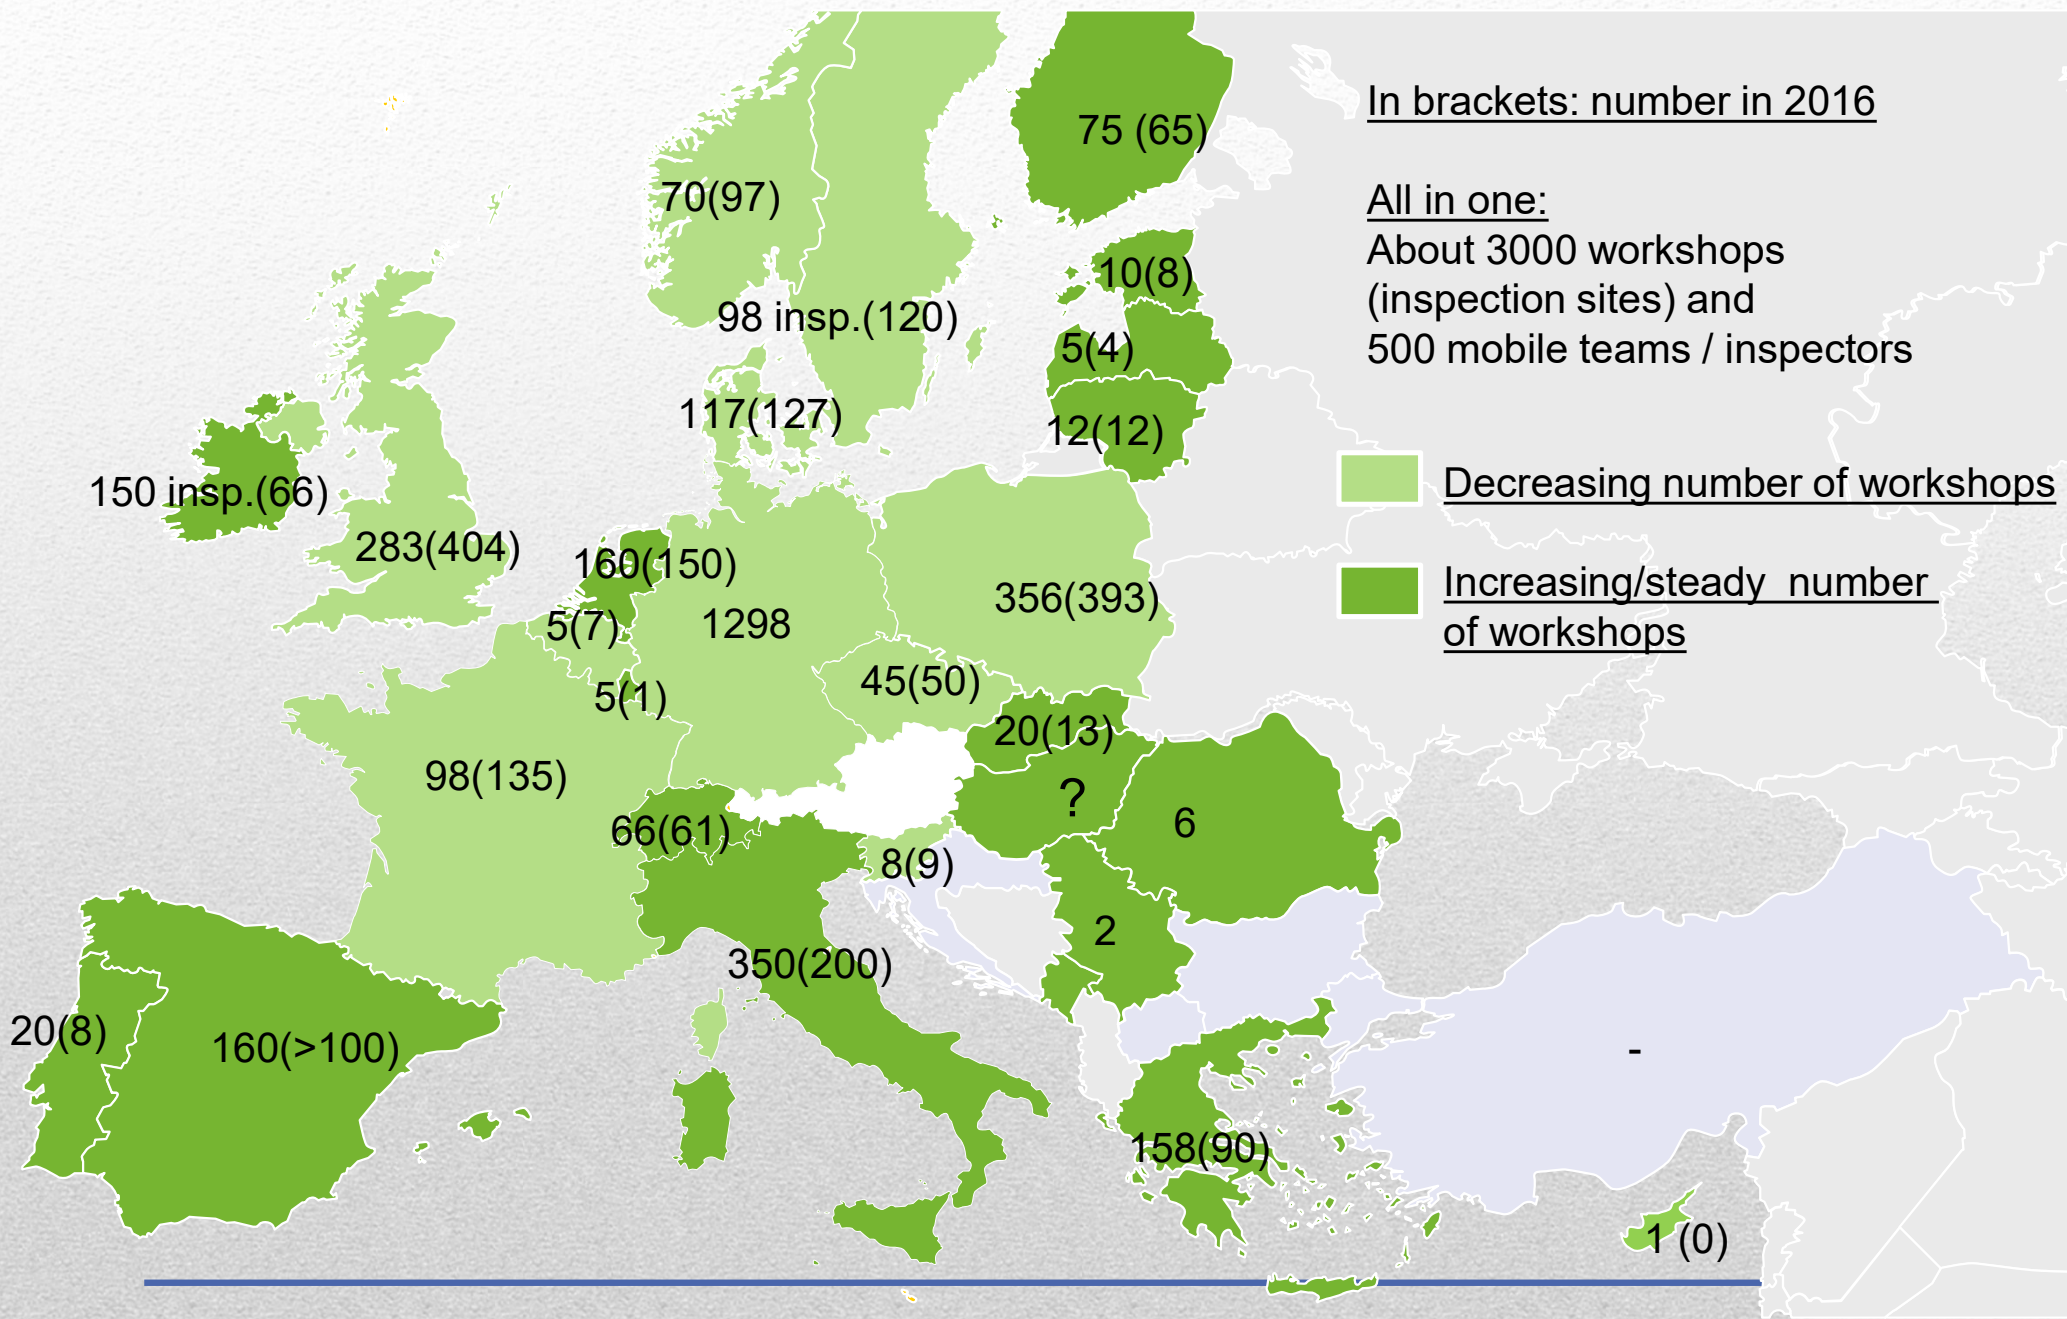 In brackets: number in 2016
75 (65)
70(97)
All in one:
About 3000 workshops
(inspection sites) and
500 mobile teams / inspectors
10(8)
98 insp.(120)
5(4)
117(127)
12(12)
150 insp.(66)
Decreasing number of workshops
283(404)
160(150)
356(393)
Increasing/steady number
of workshops
5(7)
1298
45(50)
5(1)
20(13)
98(135)
?
66(61)
6
8(9)
2
350(200)
20(8)
160(>100)
-
158(90)
1 (0)